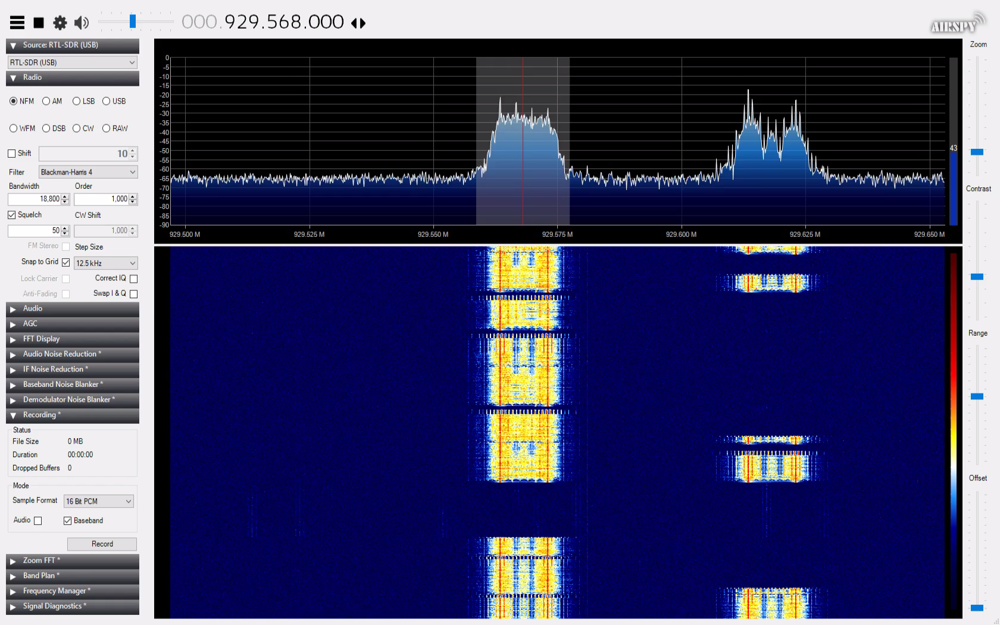 000.929.568.000
AIRSPY
Source: RTL-SDR (USB)
RTL-SDR (USB)
Radio
NFM AM LSB USB
WFM DSB CW RAW
Shift 10
Filter Blackman-Harris 4
Bandwidth Order
18,800 1,000
Squelch CW Shift
50 1,000
FM Stereo Step Size
Snap to Grid 12.5 kHz
Lock Carrier Correct IQ
Anti-Fading Swap I & Q
Audio
AGC
FFT Display
Audio Noise Reduction *
IF Noise Reduction *
Baseband Noise Blanker *
Demodulator Noise Blanker *
Recording *
Status
File Size 0 MB
Duration 00:00:00
Dropped Buffers 0
Mode
Sample Format 16 Bit PCM
Audio Baseband
Record
Zoom FFT *
Band Plan *
Frequency Manager *
Signal Diagnostics *
0
-5
-10
-15
-20
-25
-30
-35
-40
-45
-50
-55
-60
-65
-70
-75
-80
-85
-90
929.500 M 929.525 M 929.550 M 929.575 M 929.600 M 929.625 M 929.650 M
43
Zoom
Contrast
Range
Offset